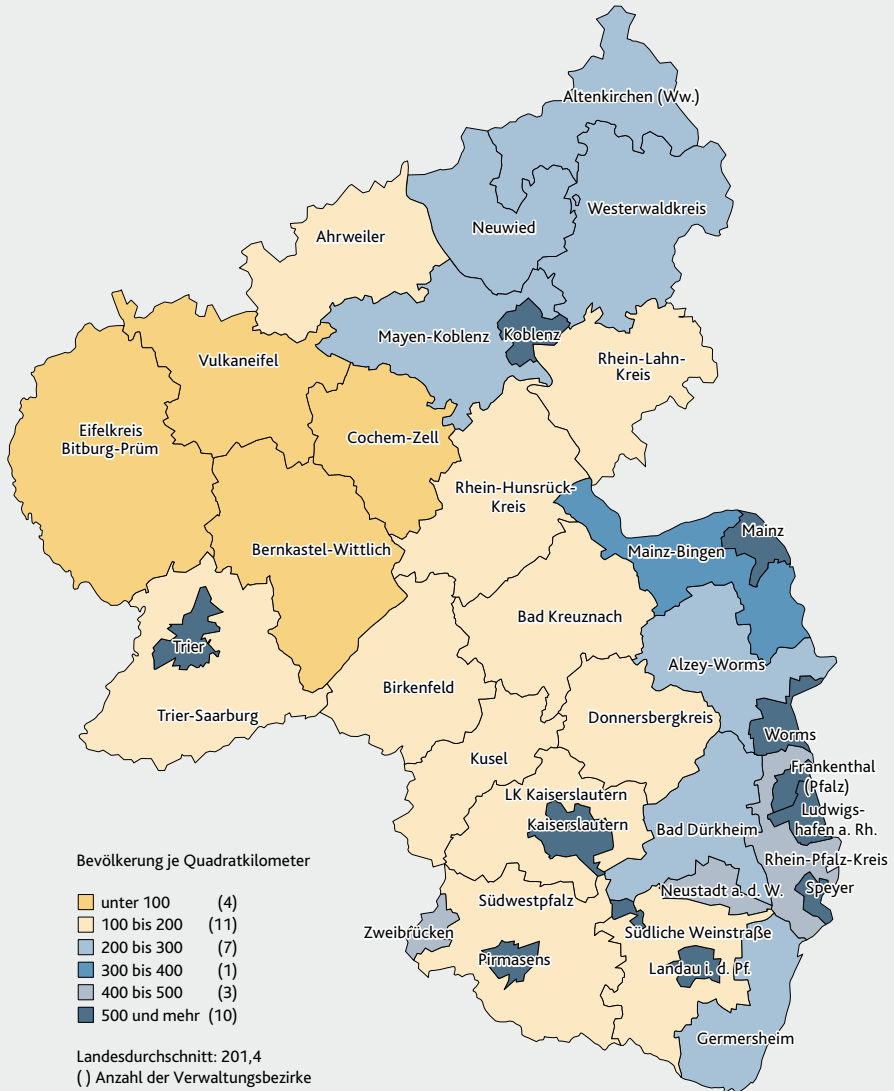 Altenkirchen (Ww.)
Westerwaldkreis
Neuwied
Ahrweiler
Mayen-Koblenz
Koblenz
Rhein-Lahn-
Kreis
Vulkaneifel
Eifelkreis
Bitburg-Prüm
Cochem-Zell
Rhein-Hunsrück-
Kreis
Mainz
Mainz-Bingen
Bernkastel-Wittlich
Bad Kreuznach
Trier
Alzey-Worms
Birkenfeld
Trier-Saarburg
Donnersbergkreis
Worms
Kusel
Frankenthal
(Pfalz)
LK Kaiserslautern
Kaiserslautern
Ludwigs-
hafen a. Rh.
Bad Dürkheim
Rhein-Pfalz-Kreis
Neustadt a. d. W.
Speyer
Südwestpfalz
Zweibrücken
Südliche Weinstraße
Pirmasens
Landau i. d. Pf.
Germersheim
Bevölkerung je Quadratkilometer
unter 100 (4)
100 bis 200 (11)
200 bis 300 (7)
300 bis 400 (1)
400 bis 500 (3)
500 und mehr (10)
Landesdurchschnitt: 201,4
( ) Anzahl der Verwaltungsbezirke